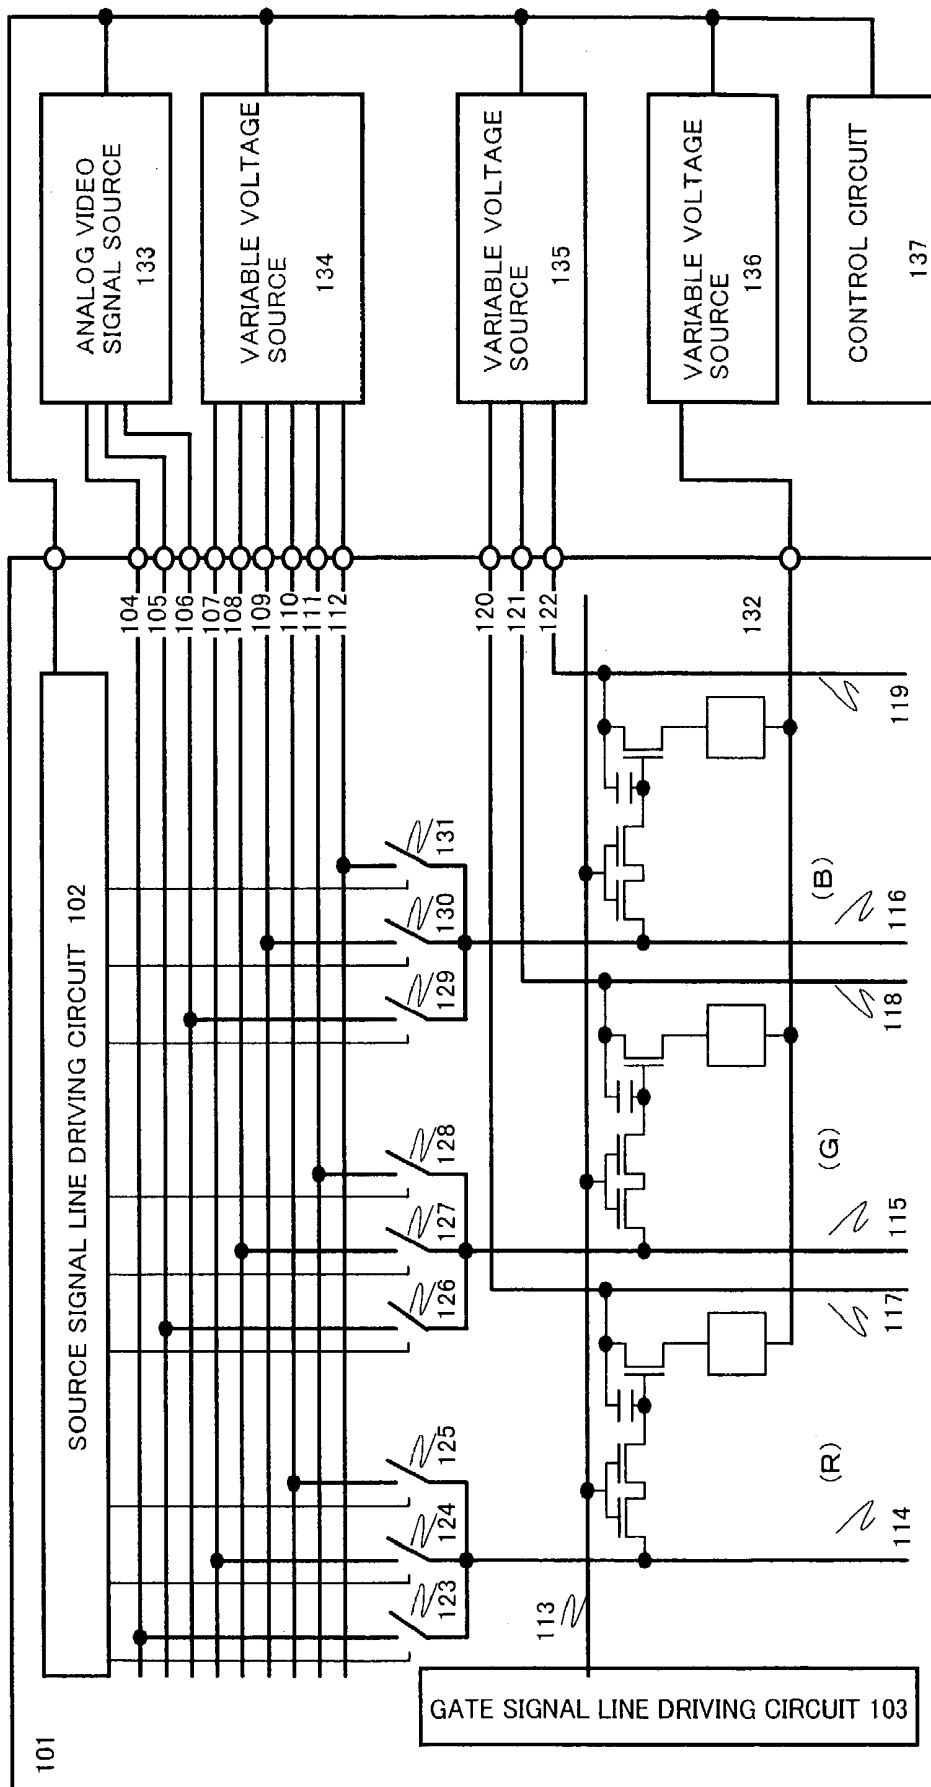 101
SOURCE SIGNAL LINE DRIVING CIRCUIT 102
104
105
106
107
108
109
110
111
112
ANALOG VIDEO
SIGNAL SOURCE
133
VARIABLE VOLTAGE
SOURCE
134
123
124
125
126
127
128
129
130
131
120
121
122
VARIABLE VOLTAGE
SOURCE
135
GATE SIGNAL LINE DRIVING CIRCUIT 103
113
132
VARIABLE VOLTAGE
SOURCE
136
(R)
(G)
(B)
114
117
115
118
116
119
CONTROL CIRCUIT
137